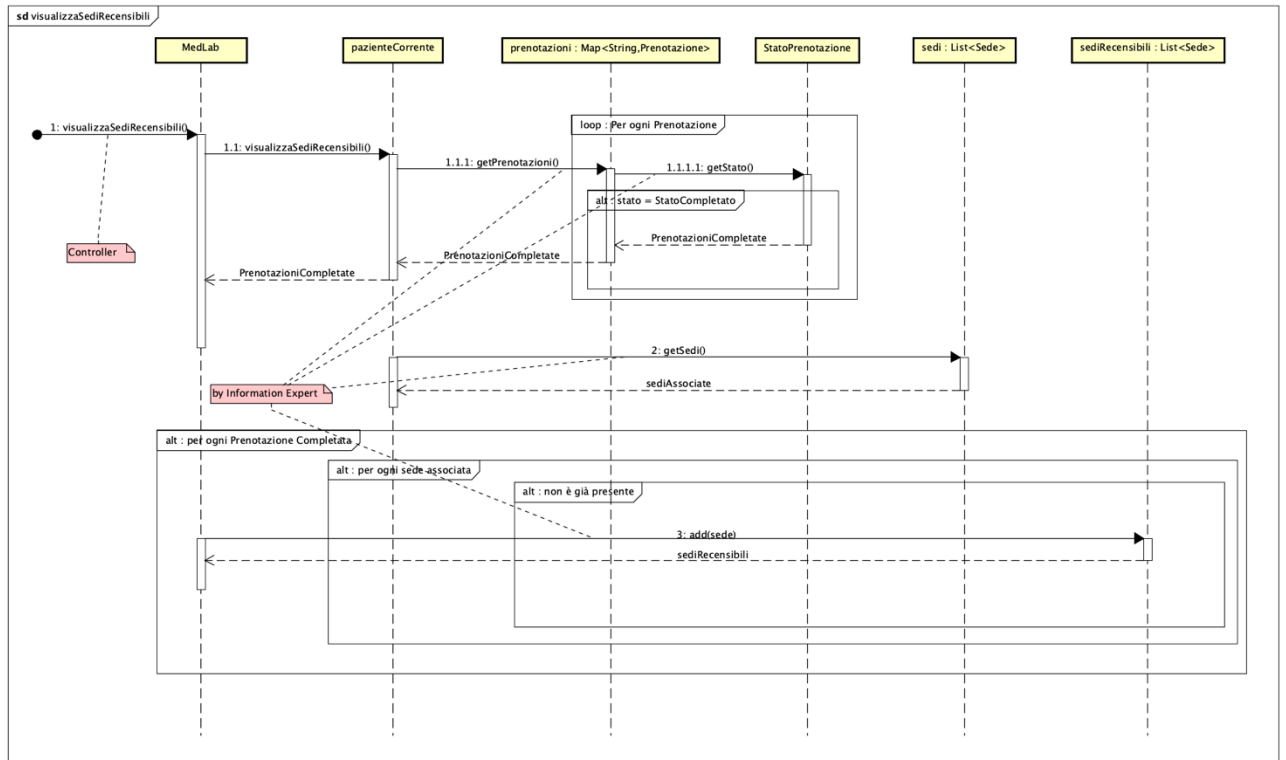 sd visualizzaSediRecensibili
MedLab
pazienteCorrente
prenotazioni : Map<String,Prenotazione>
StatoPrenotazione
sedi : List<Sede>
sediRecensibili : List<Sede>
1: visualizzaSediRecensibili()
loop : Per ogni Prenotazione
1.1: visualizzaSediRecensibili()
1.1.1: getPrenotazioni()
1.1.1.1: getStato()
alt : stato = StatoCompletato
PrenotazioniCompletate
Controller
PrenotazioniCompletate
PrenotazioniCompletate
2: getSedi()
sediAssociate
by Information Expert
alt : per ogni Prenotazione Completata
alt : per ogni sede associata
alt : non è già presente
3: add(sede)
sediRecensibili